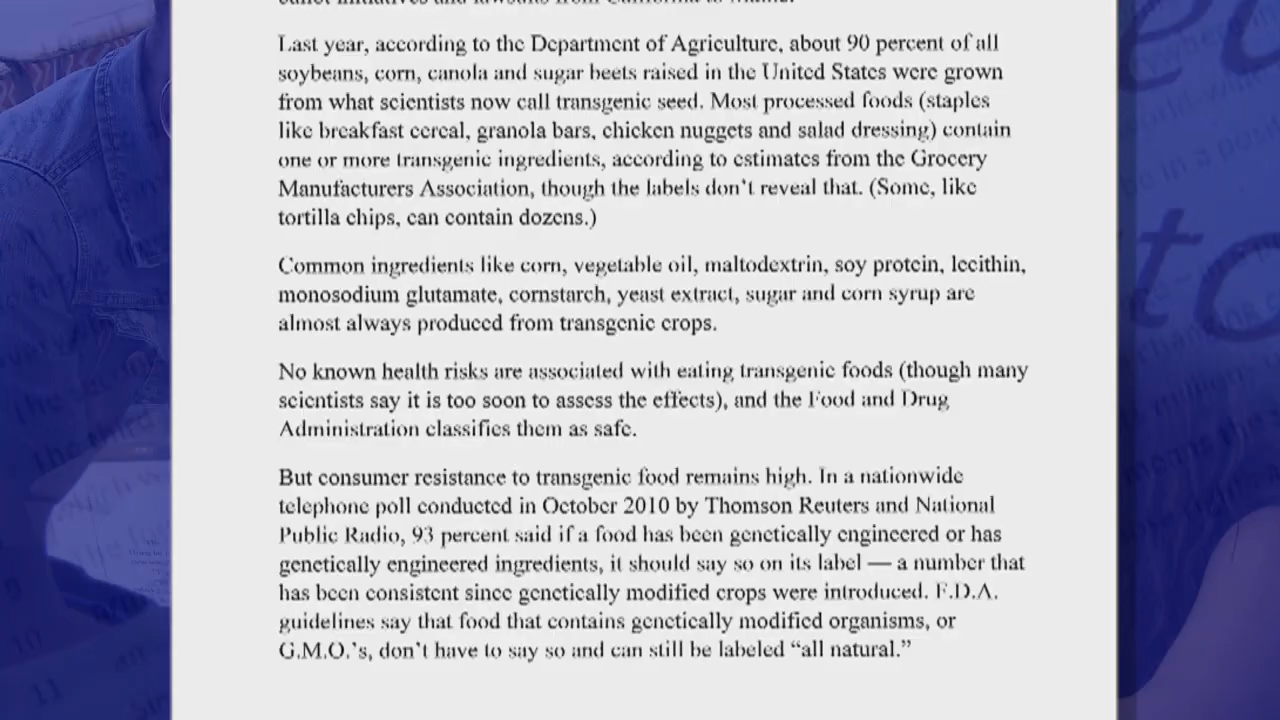 Last year, according to the Department of Agriculture, about 90 percent of all
soybeans, corn, canola and sugar beets raised in the United States were grown
from what scientists now call transgenic seed. Most processed foods (staples
like breakfast cereal, granola bars, chicken nuggets and salad dressing) contain
one or more transgenic ingredients, according to estimates from the Grocery
Manufacturers Association, though the labels don't reveal that. (Some, like
tortilla chips, can contain dozens.)
Common ingredients like corn, vegetable oil, maltodextrin, soy protein, lecithin,
monosodium glutamate, cornstarch, yeast extract, sugar and corn syrup are
almost always produced from transgenic crops.
No known health risks are associated with eating transgenic foods (though many
scientists say it is too soon to assess the effects), and the Food and Drug
Administration classifies them as safe.
But consumer resistance to transgenic food remains high. In a nationwide
telephone poll conducted in October 2010 by Thomson Reuters and National
Public Radio, 93 percent said if a food has been genetically engineered or has
genetically engineered ingredients, it should say so on its label — a number that
has been consistent since genetically modified crops were introduced. F.D.A.
guidelines say that food that contains genetically modified organisms, or
G.M.O.'s, don't have to say so and can still be labeled “all natural.”